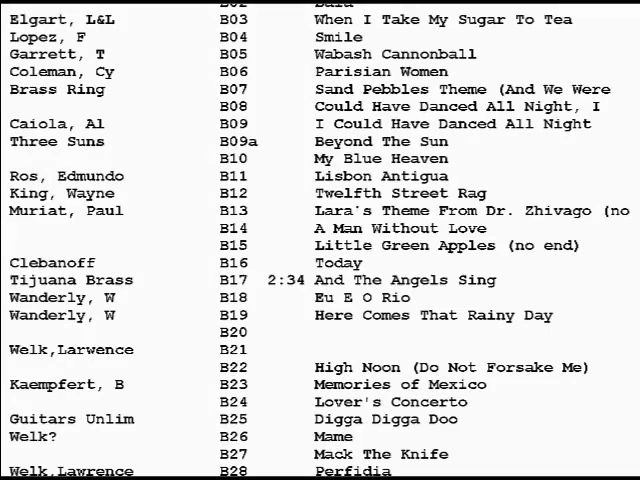 Elgart, L&L B03 When I Take My Sugar To Tea
Lopez, F B04 Smile
Garrett, T B05 Wabash Cannonball
Coleman, Cy B06 Parisian Women
Brass Ring B07 Sand Pebbles Theme (And We Were
B08 Could Have Danced All Night, I
Caiola, Al B09 I Could Have Danced All Night
Three Suns B09a Beyond The Sun
B10 My Blue Heaven
Ros, Edmundo B11 Lisbon Antigua
King, Wayne B12 Twelfth Street Rag
Muriat, Paul B13 Lara's Theme From Dr. Zhivago (no
B14 A Man Without Love
B15 Little Green Apples (no end)
Clebanoff B16 Today
Tijuana Brass B17 2:34 And The Angels Sing
Wanderly, W B18 Eu E O Rio
Wanderly, W B19 Here Comes That Rainy Day
B20
Welk,Larwence B21
B22 High Noon (Do Not Forsake Me)
Kaempfert, B B23 Memories of Mexico
B24 Lover's Concerto
Guitars Unlim B25 Digga Digga Doo
Welk? B26 Mame
B27 Mack The Knife
Welk,Lawrence B28 Perfidia